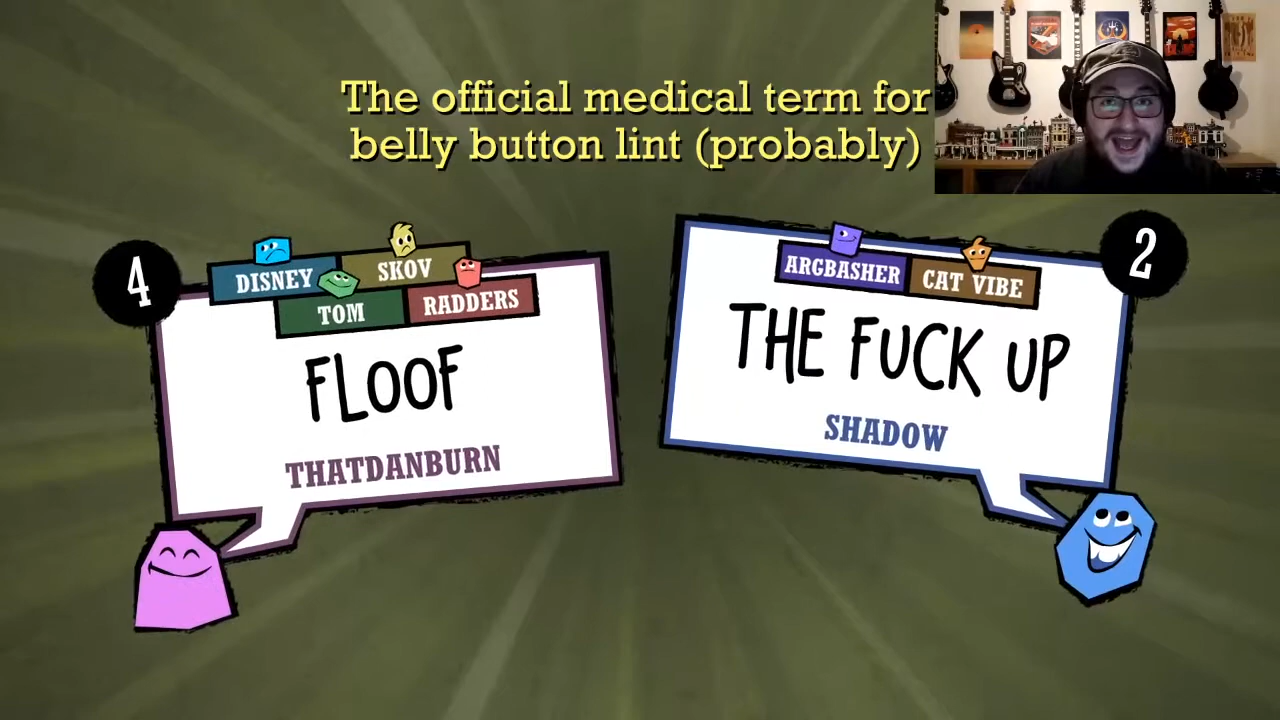 The official medical term for
belly button lint (probably)
4
DISNEY
SKOV
TOM
RADDERS
FLOOF
THATDANBURN
2
ARGBASHER
CAT VIBE
THE FUCK UP
SHADOW